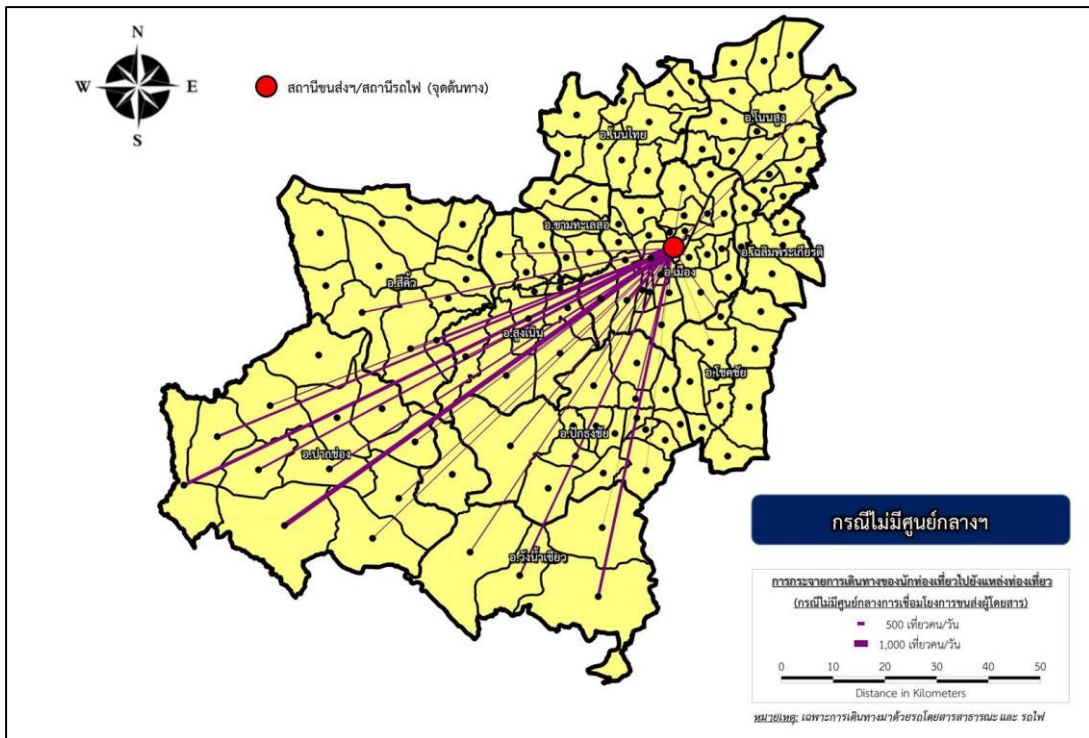 N
W E
S
สถานีขนส่งฯ/สถานีรถไฟ (จุดต้นทาง)
อ.โนนสูง
อ.โนนไทย
อ.ขามทะเลสอ
อ.เฉลิมพระเกียรติ
อ.เมือง
อ.สีคิ้ว
อ.สูงเนิน
อ.โชคชัย
อ.ปักธงชัย
อ.ปากช่อง
อ.วังน้ำเขียว
กรณีไม่มีศูนย์กลางฯ
การกระจายการเดินทางของนักท่องเที่ยวไปยังแหล่งท่องเที่ยว
(กรณีไม่มีศูนย์กลางการเชื่อมโยงการขนส่งผู้โดยสาร)
500 เที่ยวคน/วัน
1,000 เที่ยวคน/วัน
0 10 20 30 40 50
Distance in Kilometers
หมายเหตุ: เฉพาะการเดินทางมาด้วยรถโดยสารสาธารณะ และ รถไฟ